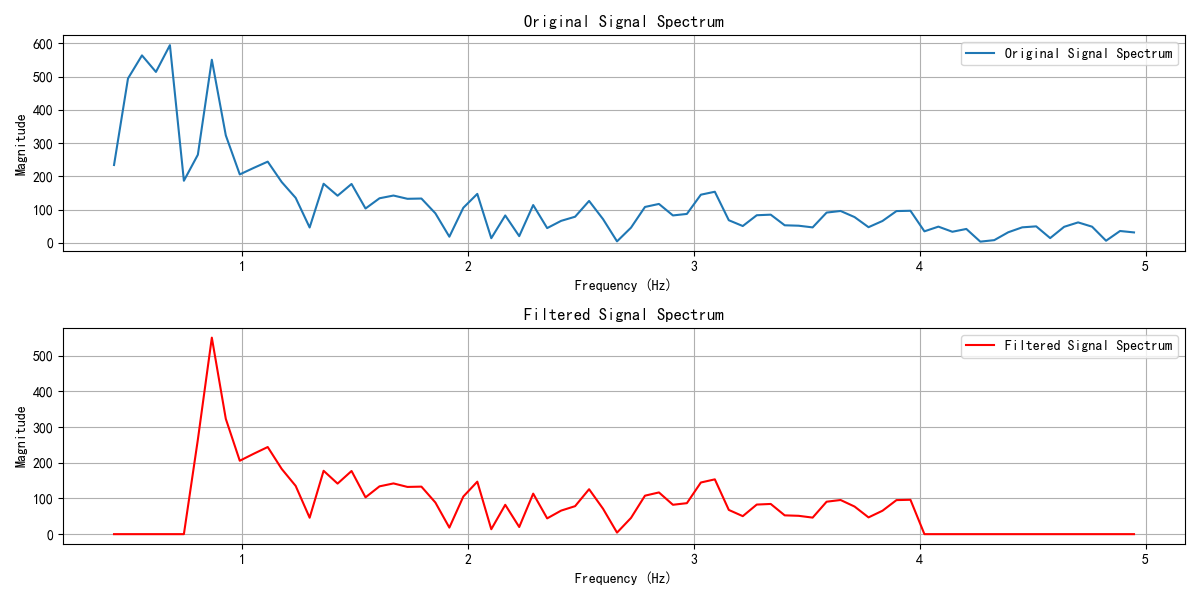 Original Signal Spectrum
Original Signal Spectrum
Magnitude
600
500
400
300
200
100
0
1
2
3
4
5
Frequency (Hz)
Filtered Signal Spectrum
Filtered Signal Spectrum
Magnitude
500
400
300
200
100
0
1
2
3
4
5
Frequency (Hz)